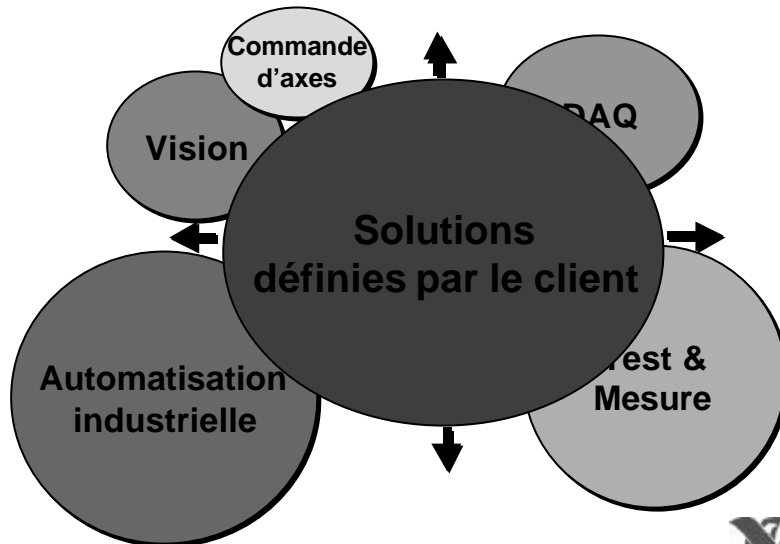 Commande
d'axes
Vision
DAQ
Solutions
définies par le client
Automatisation
industrielle
Test &
Mesure